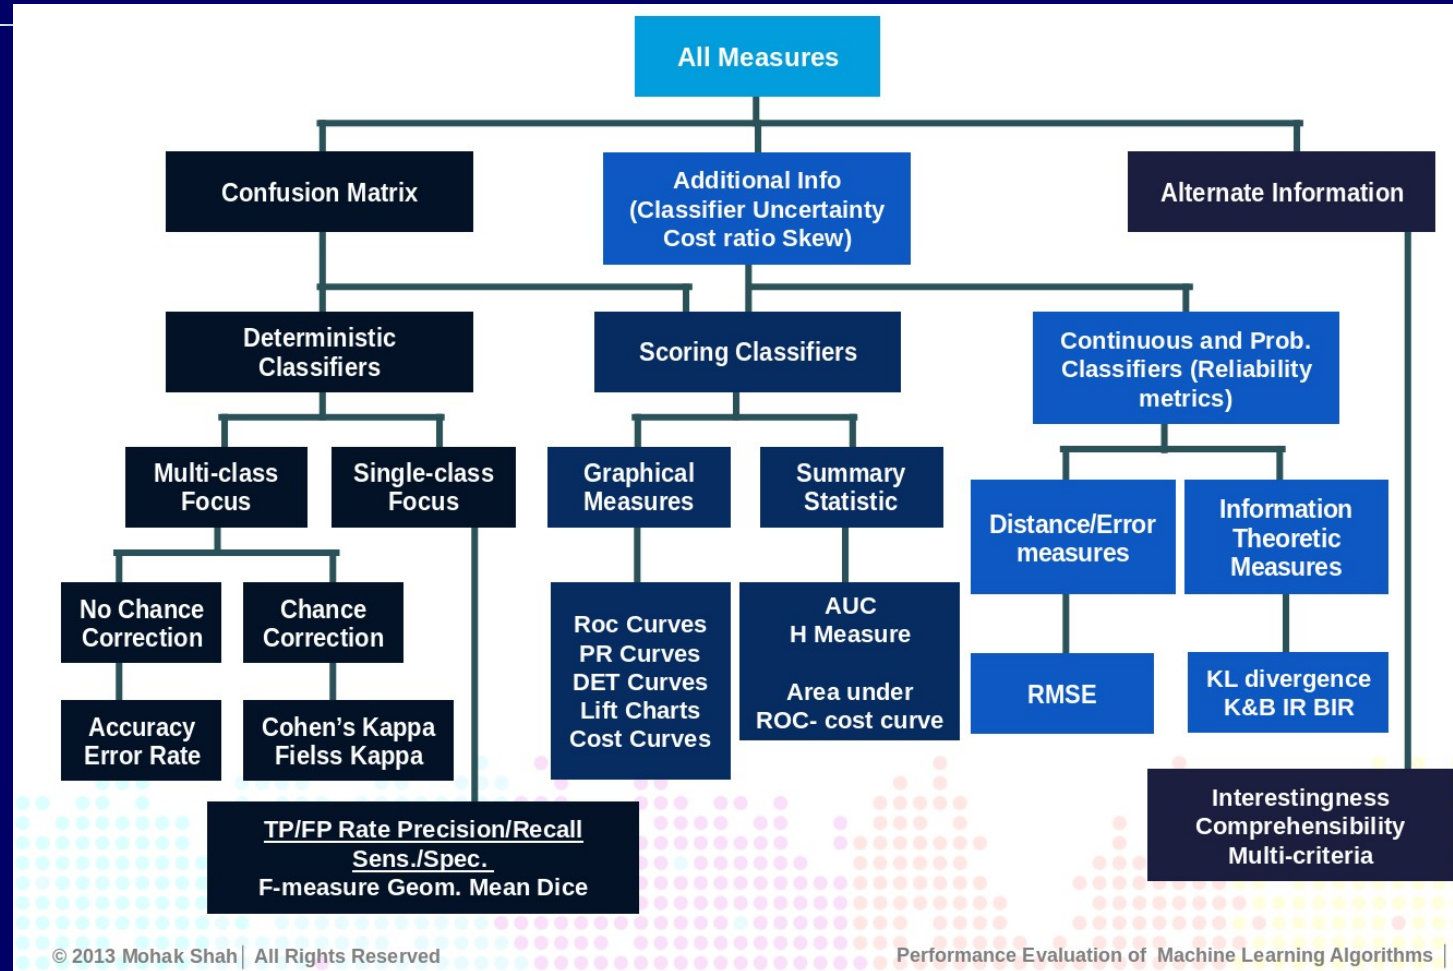 All Measures
Confusion Matrix
Additional Info
(Classifier Uncertainty
Cost ratio Skew)
Alternate Information
Deterministic
Classifiers
Scoring Classifiers
Continuous and Prob.
Classifiers (Reliability
metrics)
Multi-class
Focus
Single-class
Focus
Graphical
Measures
Summary
Statistic
Distance/Error
measures
Information
Theoretic
Measures
No Chance
Correction
Chance
Correction
Roc Curves
PR Curves
DET Curves
Lift Charts
Cost Curves
AUC
H Measure
Area under
ROC- cost curve
RMSE
KL divergence
K&B IR BIR
Accuracy
Error Rate
Cohen’s Kappa
Fielss Kappa
TP/FP Rate Precision/Recall
Sens./Spec.
F-measure Geom. Mean Dice
Interestingness
Comprehensibility
Multi-criteria
© 2013 Mohak Shah│ All Rights Reserved
Performance Evaluation of Machine Learning Algorithms │